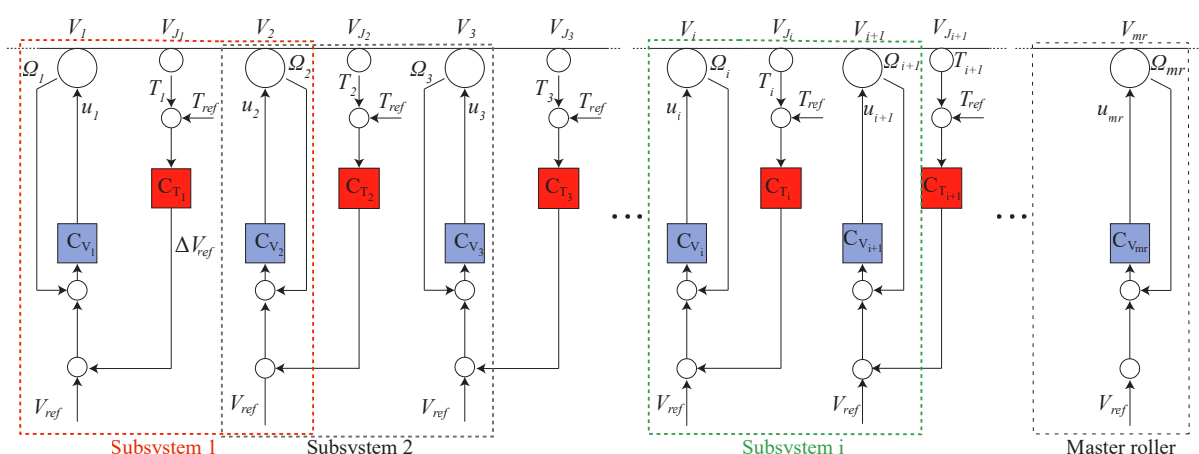 V1 VJ1 V2 VJ2 V3 VJ3 Vi VJi Vi+1 VJi+1 Vmr
Ω1 Ω2 Ω3 Ωi Ωi+1 Ti+1 Ωmr
T1 T2 T3 Ti
u1 Tref u2 Tref u3 Tref ui Tref ui+1 Tref umr
CT1 CT2 CT3 CTi CTi+1
... ...
CV1 ΔVref CV2 CV3 CVi CVi+1 CVmr
Vref Vref Vref Vref Vref Vref
Subsystem 1 Subsystem 2 Subsystem i Master roller